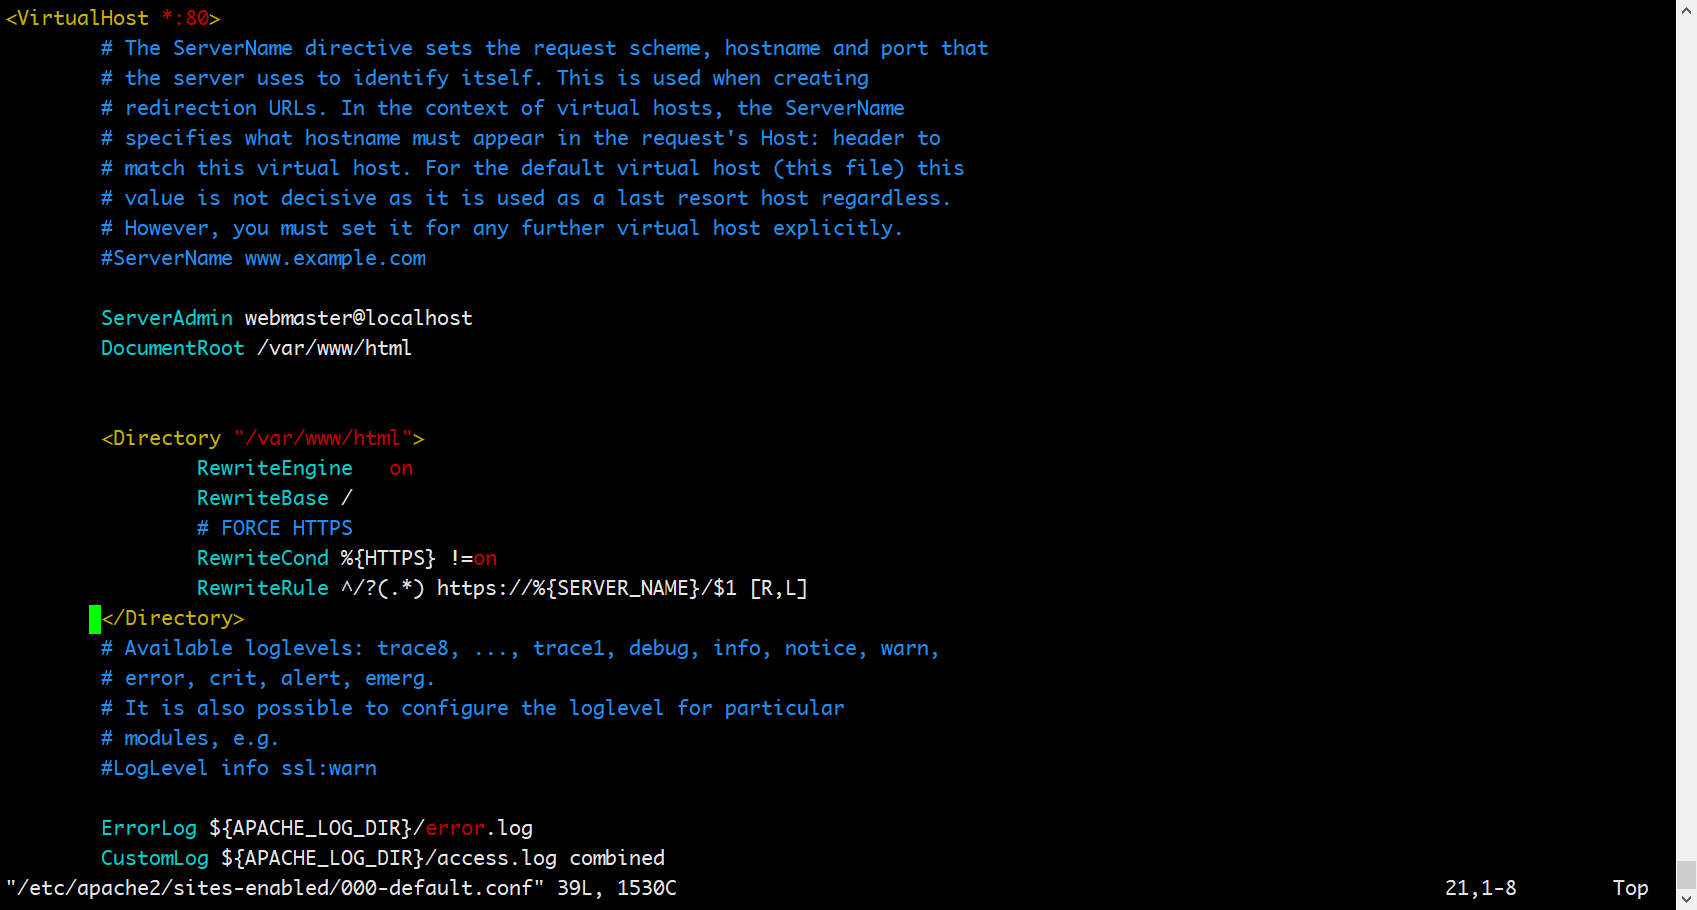 <VirtualHost *:80>
# The ServerName directive sets the request scheme, hostname and port that
# the server uses to identify itself. This is used when creating
# redirection URLs. In the context of virtual hosts, the ServerName
# specifies what hostname must appear in the request's Host: header to
# match this virtual host. For the default virtual host (this file) this
# value is not decisive as it is used as a last resort host regardless.
# However, you must set it for any further virtual host explicitly.
#ServerName www.example.com
ServerAdmin webmaster@localhost
DocumentRoot /var/www/html
<Directory "/var/www/html">
RewriteEngine   on
RewriteBase /
# FORCE HTTPS
RewriteCond %{HTTPS} !=on
RewriteRule ^/?(.*) https://%{SERVER_NAME}/$1 [R,L]
</Directory>
# Available loglevels: trace8, ..., trace1, debug, info, notice, warn,
# error, crit, alert, emerg.
# It is also possible to configure the loglevel for particular
# modules, e.g.
#LogLevel info ssl:warn
ErrorLog ${APACHE_LOG_DIR}/error.log
CustomLog ${APACHE_LOG_DIR}/access.log combined
"/etc/apache2/sites-enabled/000-default.conf" 39L, 1530C 21,1-8 Top